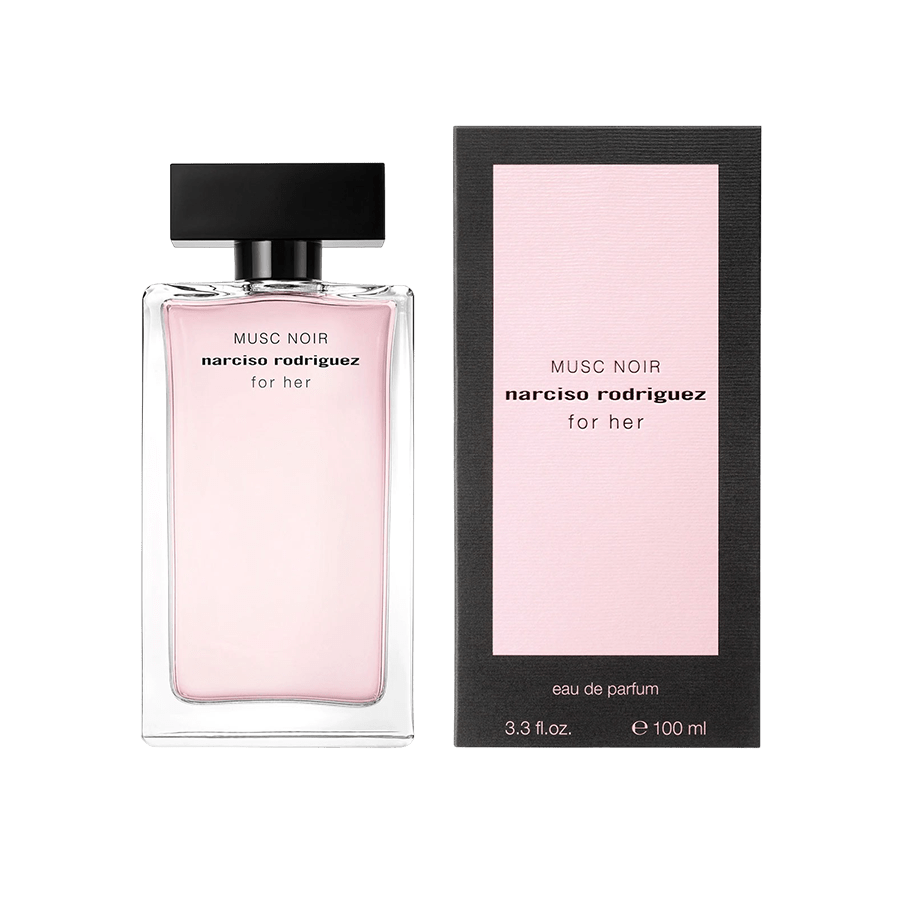 MUSC NOIR
narciso rodriguez
for her
MUSC NOIR
narciso rodriguez
for her
eau de parfum
3.3 fl.oz. ℮ 100 ml